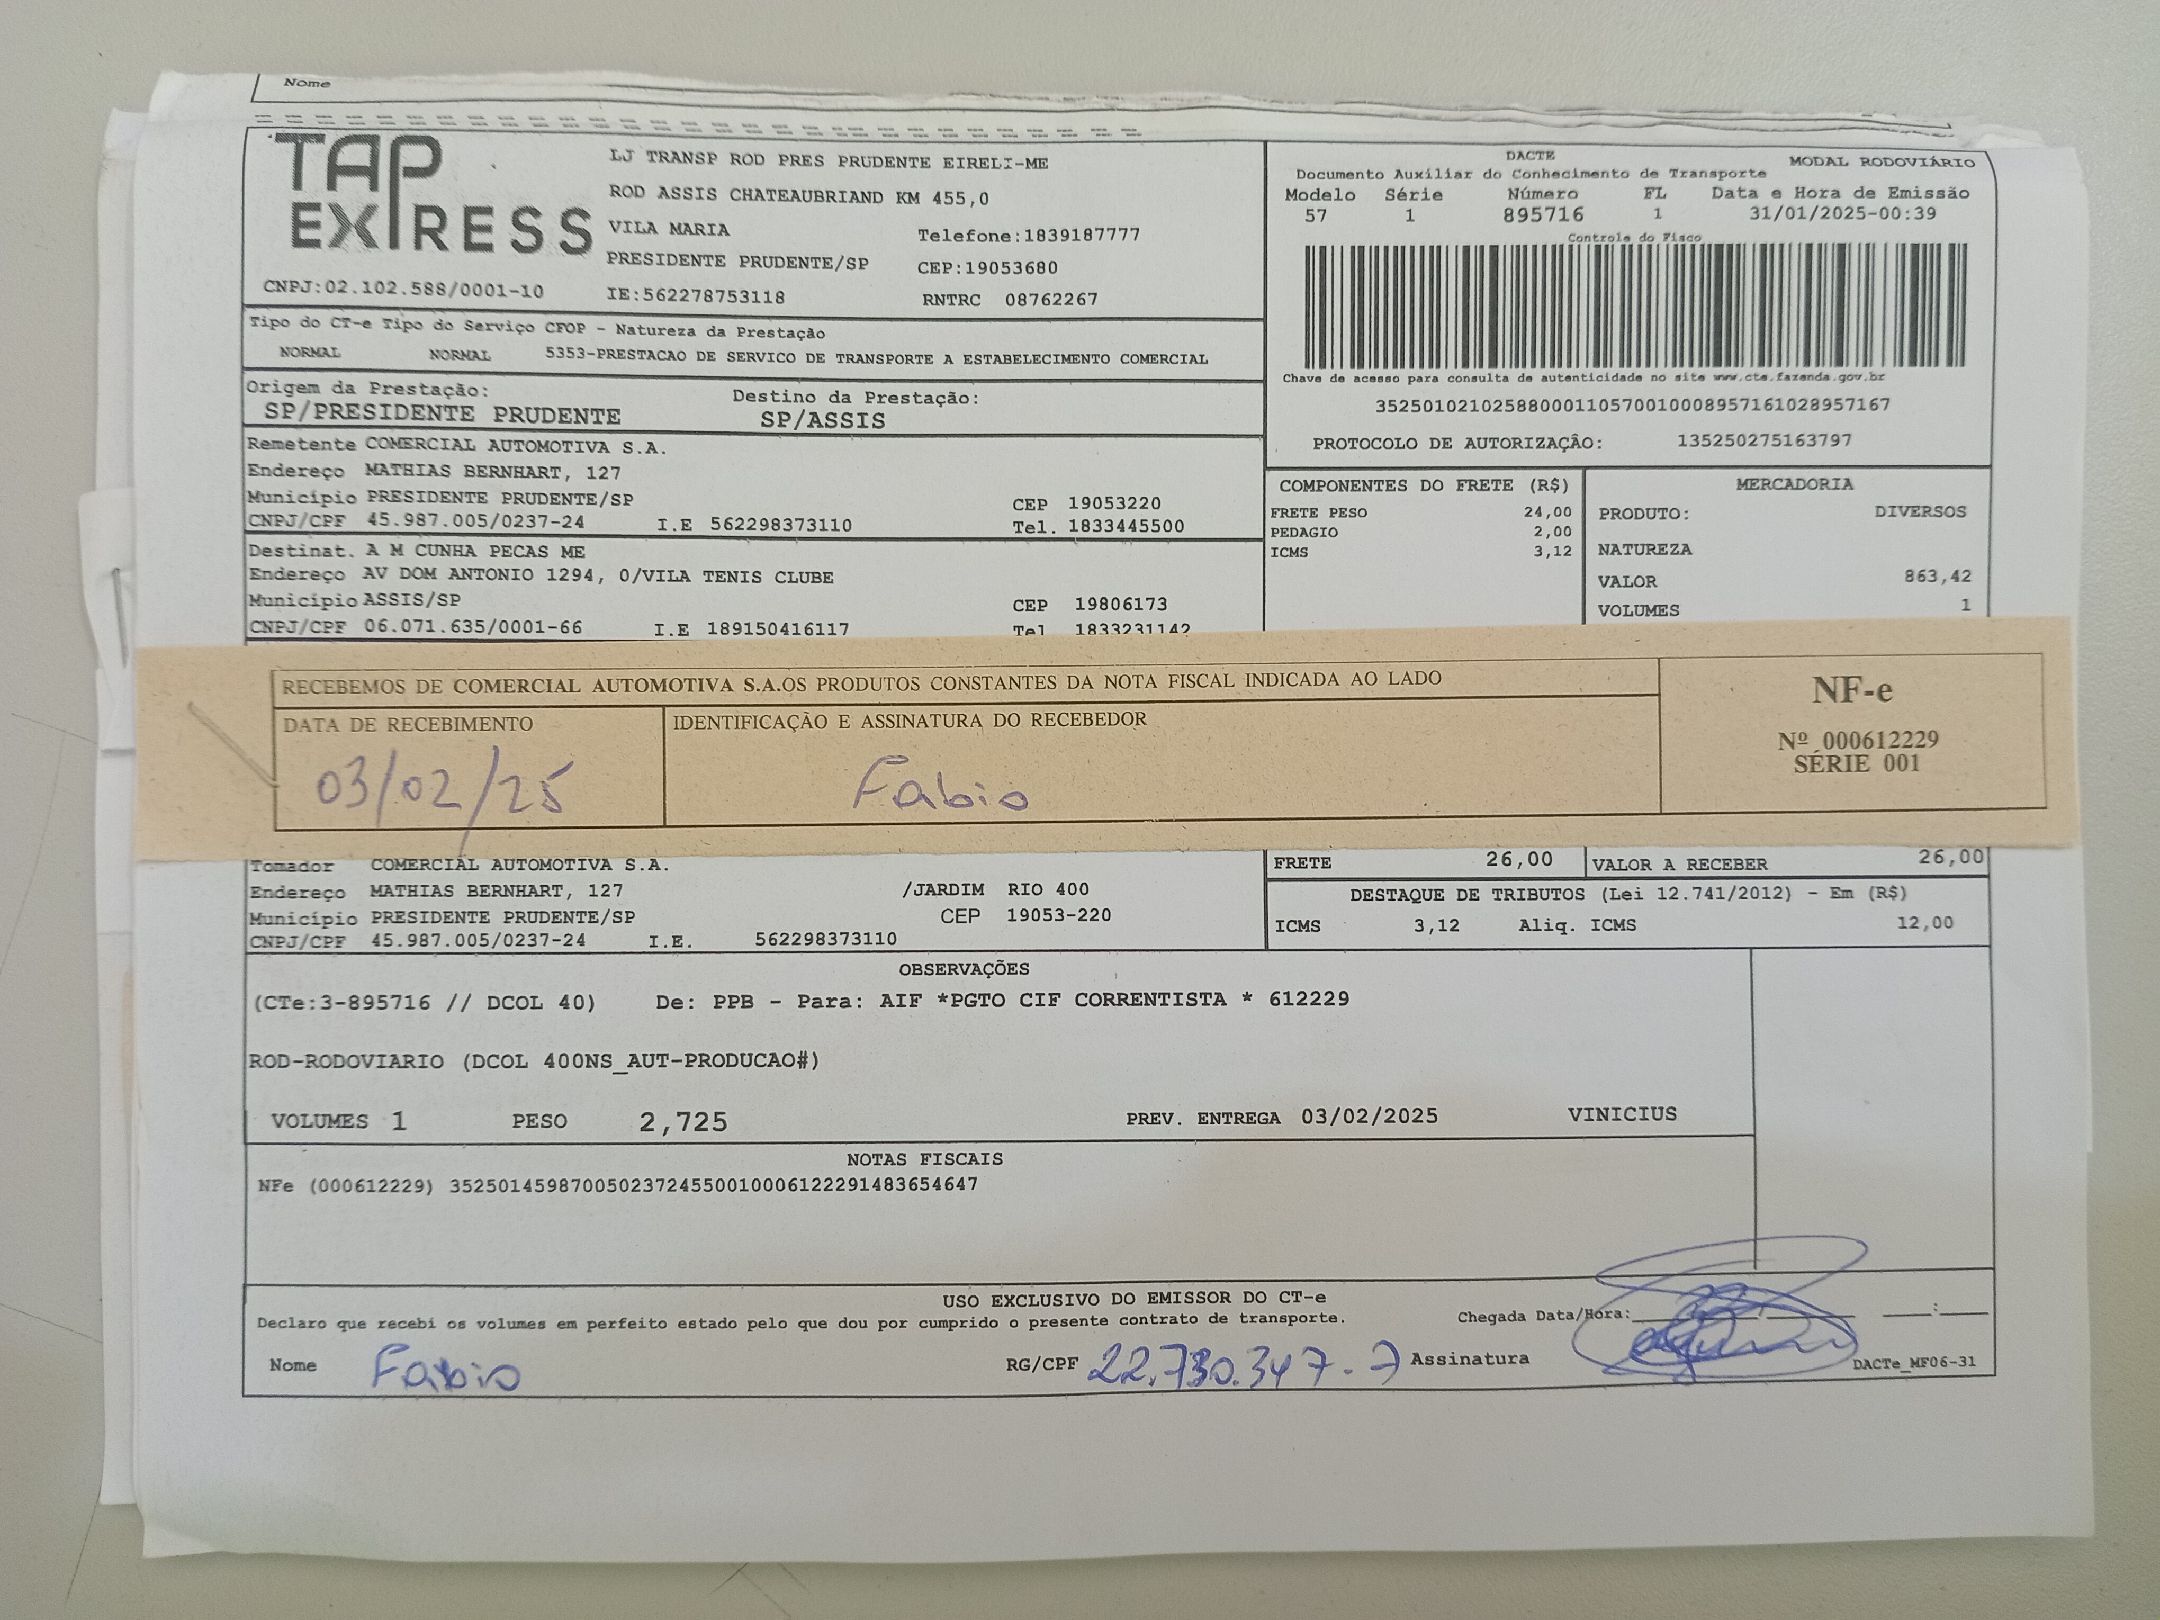 Nome
TAP EXPRESS
LJ TRANSP ROD PRES PRUDENTE EIRELI-ME
ROD ASSIS CHATEAUBRIAND KM 455,0
VILA MARIA Telefone:1839187777
PRESIDENTE PRUDENTE/SP CEP:19053680
CNPJ:02.102.588/0001-10 IE:562278753118 RNTRC 08762267
DACTE MODAL RODOVIÁRIO
Documento Auxiliar do Conhecimento de Transporte
Modelo Série Número FL Data e Hora de Emissão
57 1 895716 1 31/01/2025-00:39
Controle do Fisco
Chave de acesso para consulta de autenticidade no site www.cte.fazenda.gov.br
35250102102588000110570010008957161028957167
PROTOCOLO DE AUTORIZAÇÃO: 135250275163797
Tipo do CT-e Tipo do Serviço CFOP - Natureza da Prestação
NORMAL NORMAL 5353-PRESTACAO DE SERVICO DE TRANSPORTE A ESTABELECIMENTO COMERCIAL
Origem da Prestação: Destino da Prestação:
SP/PRESIDENTE PRUDENTE SP/ASSIS
Remetente COMERCIAL AUTOMOTIVA S.A.
Endereço MATHIAS BERNHART, 127
Município PRESIDENTE PRUDENTE/SP CEP 19053220
CNPJ/CPF 45.987.005/0237-24 I.E 562298373110 Tel. 1833445500
Destinat. A M CUNHA PECAS ME
Endereço AV DOM ANTONIO 1294, 0/VILA TENIS CLUBE
Município ASSIS/SP CEP 19806173
CNPJ/CPF 06.071.635/0001-66 I.E 189150416117 Tel 1833231142
COMPONENTES DO FRETE (R$)
FRETE PESO 24,00
PEDAGIO 2,00
ICMS 3,12
MERCADORIA
PRODUTO: DIVERSOS
NATUREZA
VALOR 863,42
VOLUMES 1
RECEBEMOS DE COMERCIAL AUTOMOTIVA S.A.OS PRODUTOS CONSTANTES DA NOTA FISCAL INDICADA AO LADO
DATA DE RECEBIMENTO IDENTIFICAÇÃO E ASSINATURA DO RECEBEDOR
03/02/25 Fabio
NF-e
Nº 000612229
SÉRIE 001
Tomador COMERCIAL AUTOMOTIVA S.A.
Endereço MATHIAS BERNHART, 127 /JARDIM RIO 400
Município PRESIDENTE PRUDENTE/SP CEP 19053-220
CNPJ/CPF 45.987.005/0237-24 I.E. 562298373110
FRETE 26,00 VALOR A RECEBER 26,00
DESTAQUE DE TRIBUTOS (Lei 12.741/2012) - Em (R$)
ICMS 3,12 Aliq. ICMS 12,00
OBSERVAÇÕES
(CTe:3-895716 // DCOL 40) De: PPB - Para: AIF *PGTO CIF CORRENTISTA * 612229
ROD-RODOVIARIO (DCOL 400NS_AUT-PRODUCAO#)
VOLUMES 1 PESO 2,725 PREV. ENTREGA 03/02/2025 VINICIUS
NOTAS FISCAIS
NFe (000612229) 35250145987005023724550010006122291483654647
USO EXCLUSIVO DO EMISSOR DO CT-e
Declaro que recebi os volumes em perfeito estado pelo que dou por cumprido o presente contrato de transporte. Chegada Data/Hora: :
Nome Fabio RG/CPF 22.730.347-7 Assinatura DACTe_MF06-31